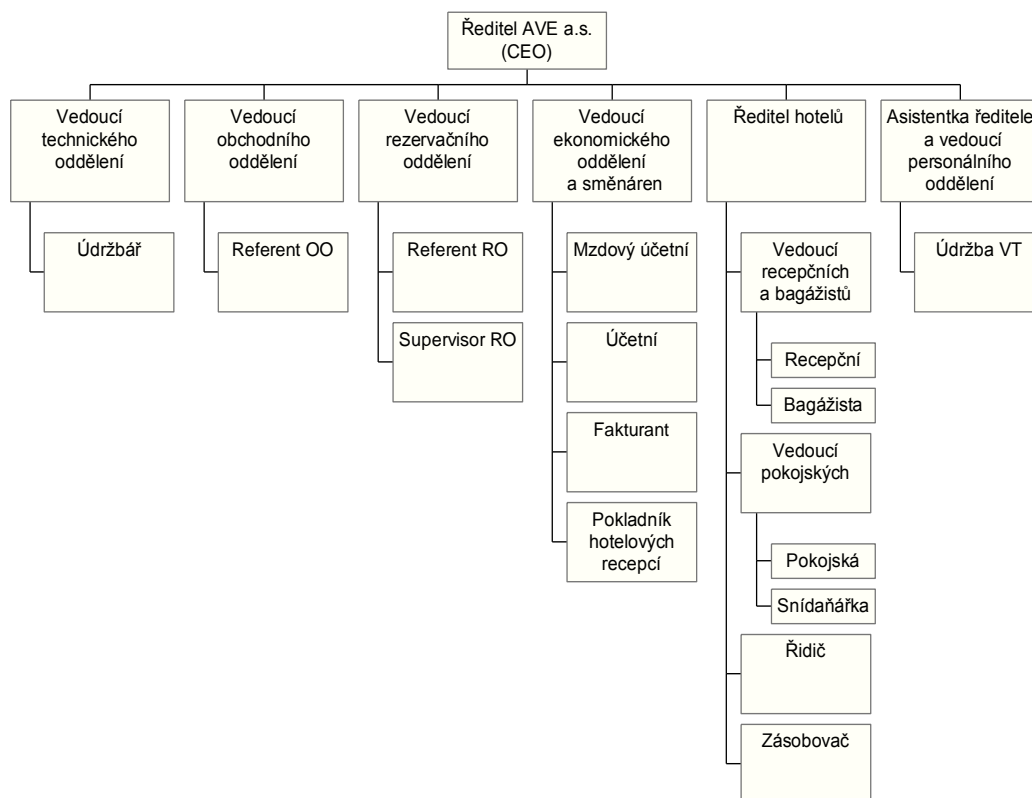 Ředitel AVE a.s.
(CEO)
Vedoucí
technického
oddělení
Vedoucí
obchodního
oddělení
Vedoucí
rezervačního
oddělení
Vedoucí
ekonomického
oddělení
a směnáren
Ředitel hotelů
Asistentka ředitele
a vedoucí
personálního
oddělení
Údržbář
Referent OO
Referent RO
Supervisor RO
Mzdový účetní
Účetní
Fakturant
Pokladník
hotelových
recepcí
Vedoucí
recepčních
a bagážistů
Recepční
Bagážista
Vedoucí
pokojských
Pokojská
Snídaňářka
Řidič
Zásobovač
Údržba VT